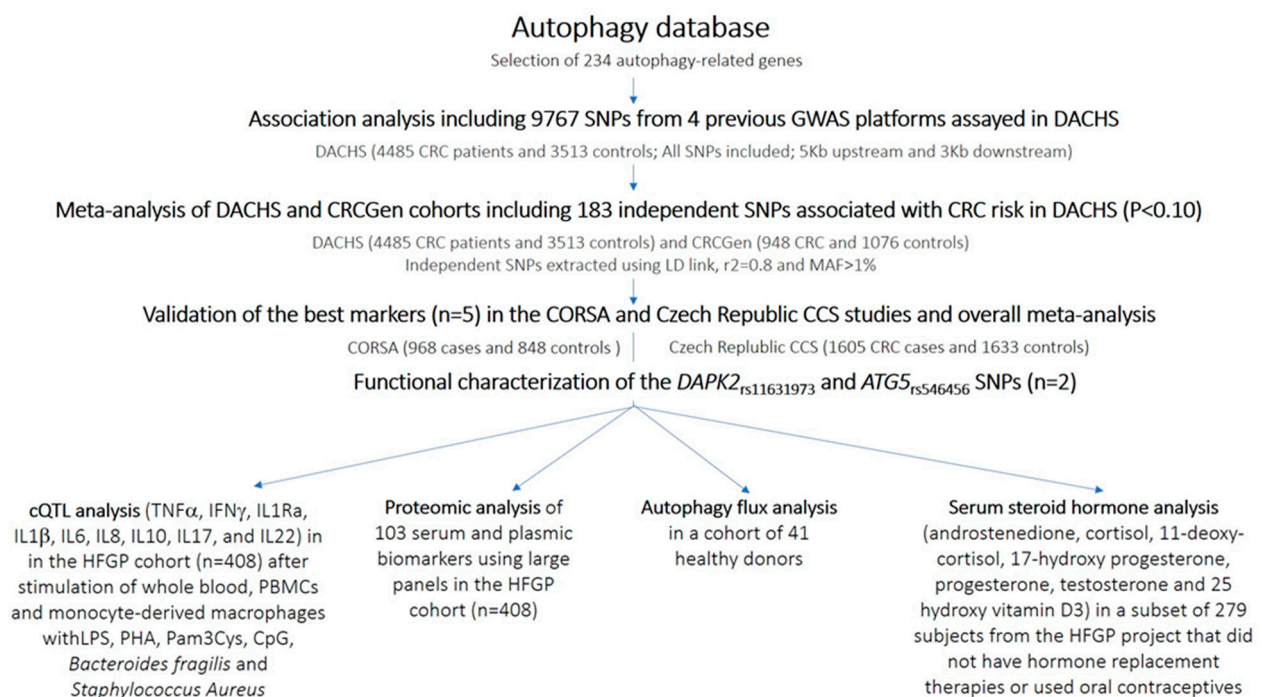 Autophagy database
Selection of 234 autophagy-related genes
Association analysis including 9767 SNPs from 4 previous GWAS platforms assayed in DACHS
DACHS (4485 CRC patients and 3513 controls; All SNPs included; 5Kb upstream and 3Kb downstream)
Meta-analysis of DACHS and CRCGen cohorts including 183 independent SNPs associated with CRC risk in DACHS (P<0.10)
DACHS (4485 CRC patients and 3513 controls) and CRCGen (948 CRC and 1076 controls)
Independent SNPs extracted using LD link, r2=0.8 and MAF>1%
Validation of the best markers (n=5) in the CORSA and Czech Republic CCS studies and overall meta-analysis
CORSA (968 cases and 848 controls )
Czech Replublic CCS (1605 CRC cases and 1633 controls)
Functional characterization of the DAPK2rs11631973 and ATG5rs546456 SNPs (n=2)
cQTL analysis (TNFα, IFNγ, IL1Ra,
IL1β, IL6, IL8, IL10, IL17, and IL22) in
in the HFGP cohort (n=408) after
stimulation of whole blood, PBMCs
and monocyte-derived macrophages
withLPS, PHA, Pam3Cys, CpG,
Bacteroides fragilis and
Staphylococcus Aureus
Proteomic analysis of
103 serum and plasmic
biomarkers using large
panels in the HFGP
cohort (n=408)
Autophagy flux analysis
in a cohort of 41
healthy donors
Serum steroid hormone analysis
(androstenedione, cortisol, 11-deoxy-
cortisol, 17-hydroxy progesterone,
progesterone, testosterone and 25
hydroxy vitamin D3) in a subset of 279
subjects from the HFGP project that did
not have hormone replacement
therapies or used oral contraceptives